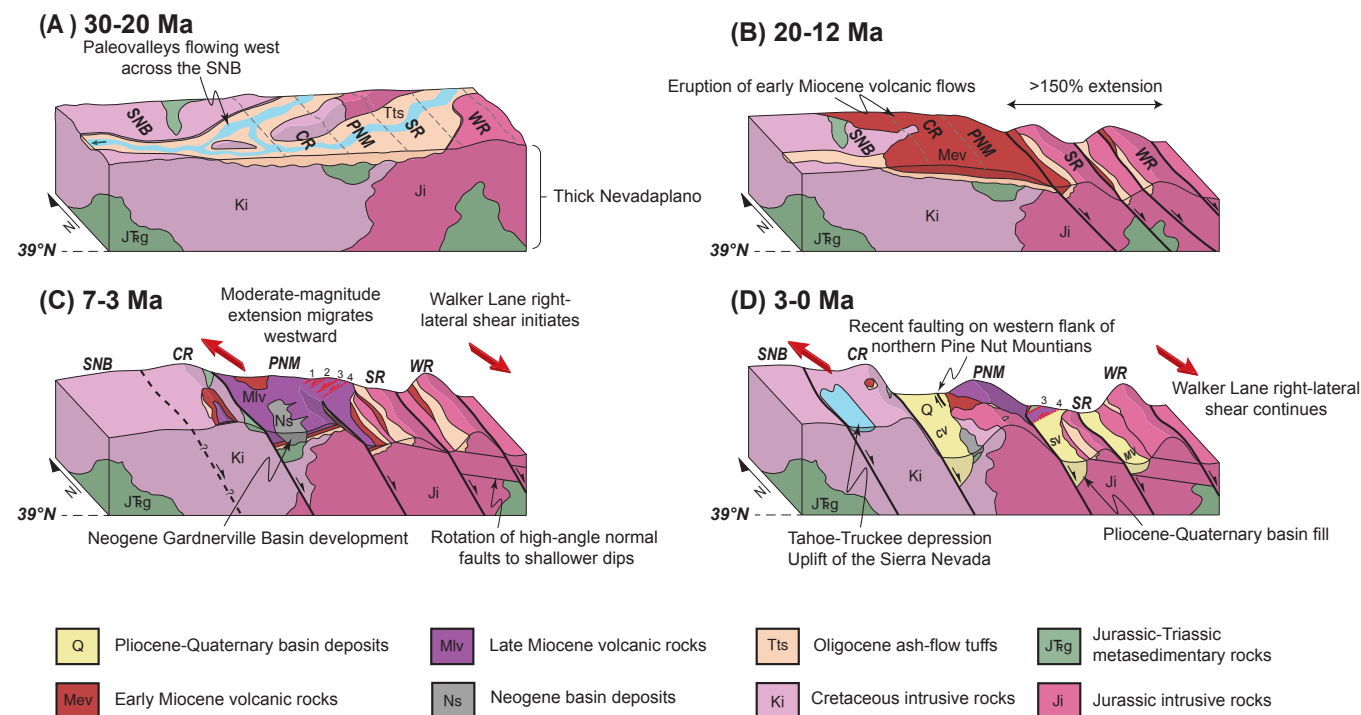 (A ) 30-20 Ma
Paleovalleys flowing west
across the SNB
SNB
CR
PNM
Tts
SR
WR
Ki
Ji
JTRg
Thick Nevadaplano
N
39°N
(B) 20-12 Ma
Eruption of early Miocene volcanic flows
>150% extension
SNB
CR
PNM
Mev
SR
WR
Ki
Ji
JTRg
N
39°N
(C) 7-3 Ma
Moderate-magnitude
extension migrates
westward
Walker Lane right-
lateral shear initiates
SNB
CR
PNM
1 2 3 4
SR
WR
Mlv
Ns
Ki
Ji
JTRg
?
?
N
39°N
Neogene Gardnerville Basin development
Rotation of high-angle normal
faults to shallower dips
(D) 3-0 Ma
Recent faulting on western flank of
northern Pine Nut Mountians
SNB
CR
PNM
WR
SR
3 4
Q
CV
SV
MV
Ki
Ji
JTRg
Walker Lane right-lateral
shear continues
N
39°N
Tahoe-Truckee depression
Uplift of the Sierra Nevada
Pliocene-Quaternary basin fill
Q Pliocene-Quaternary basin deposits
Mlv Late Miocene volcanic rocks
Tts Oligocene ash-flow tuffs
JTRg Jurassic-Triassic
metasedimentary rocks
Mev Early Miocene volcanic rocks
Ns Neogene basin deposits
Ki Cretaceous intrusive rocks
Ji Jurassic intrusive rocks